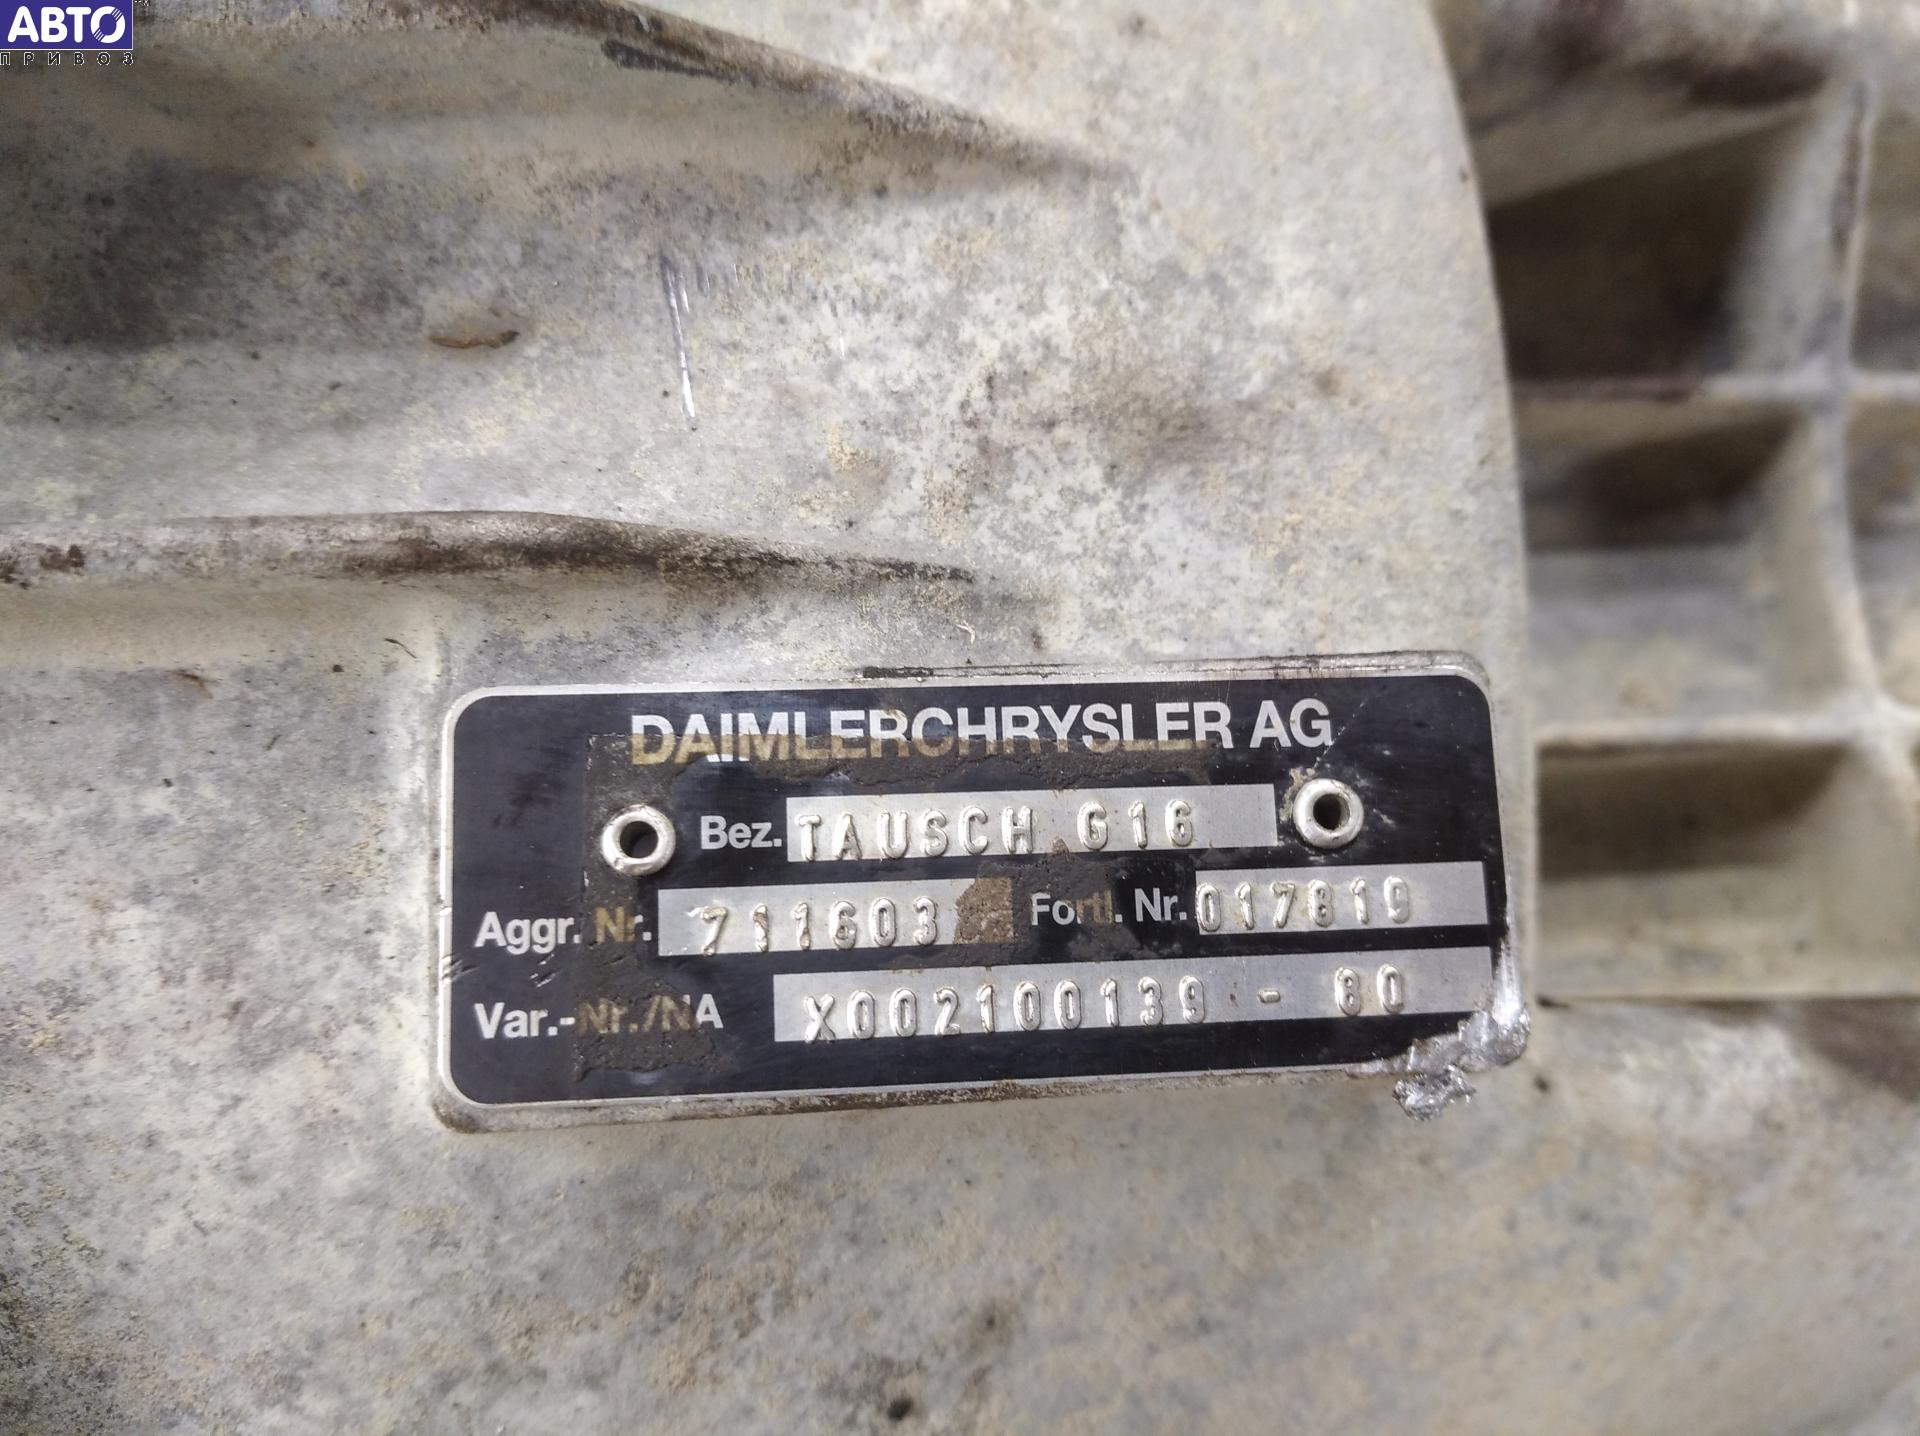 АВТО
ПРИВОЗ
DAIMLERCHRYSLER AG
Bez. TAUSCH G16
Aggr. Nr. 711603 Fortl. Nr. 017819
Var.-Nr./NA X002100139 - 80